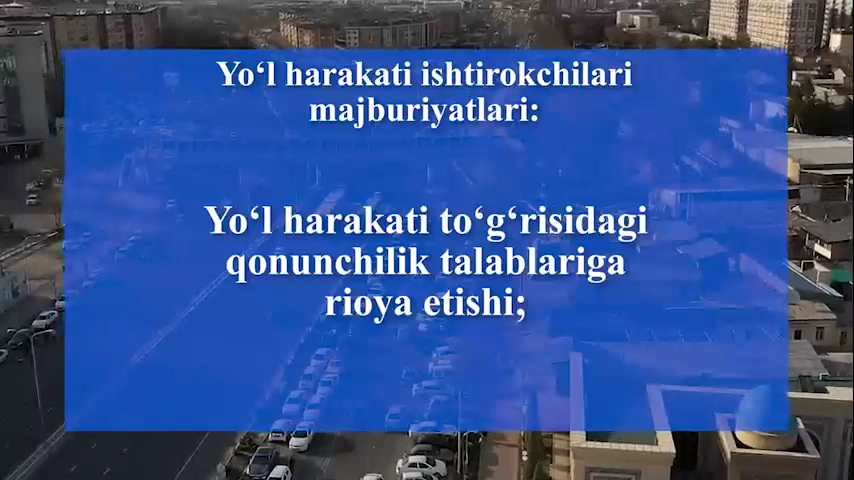 Yo‘l harakati ishtirokchilari
majburiyatlari:
Yo‘l harakati to‘g‘risidagi
qonunchilik talablariga
rioya etishi;